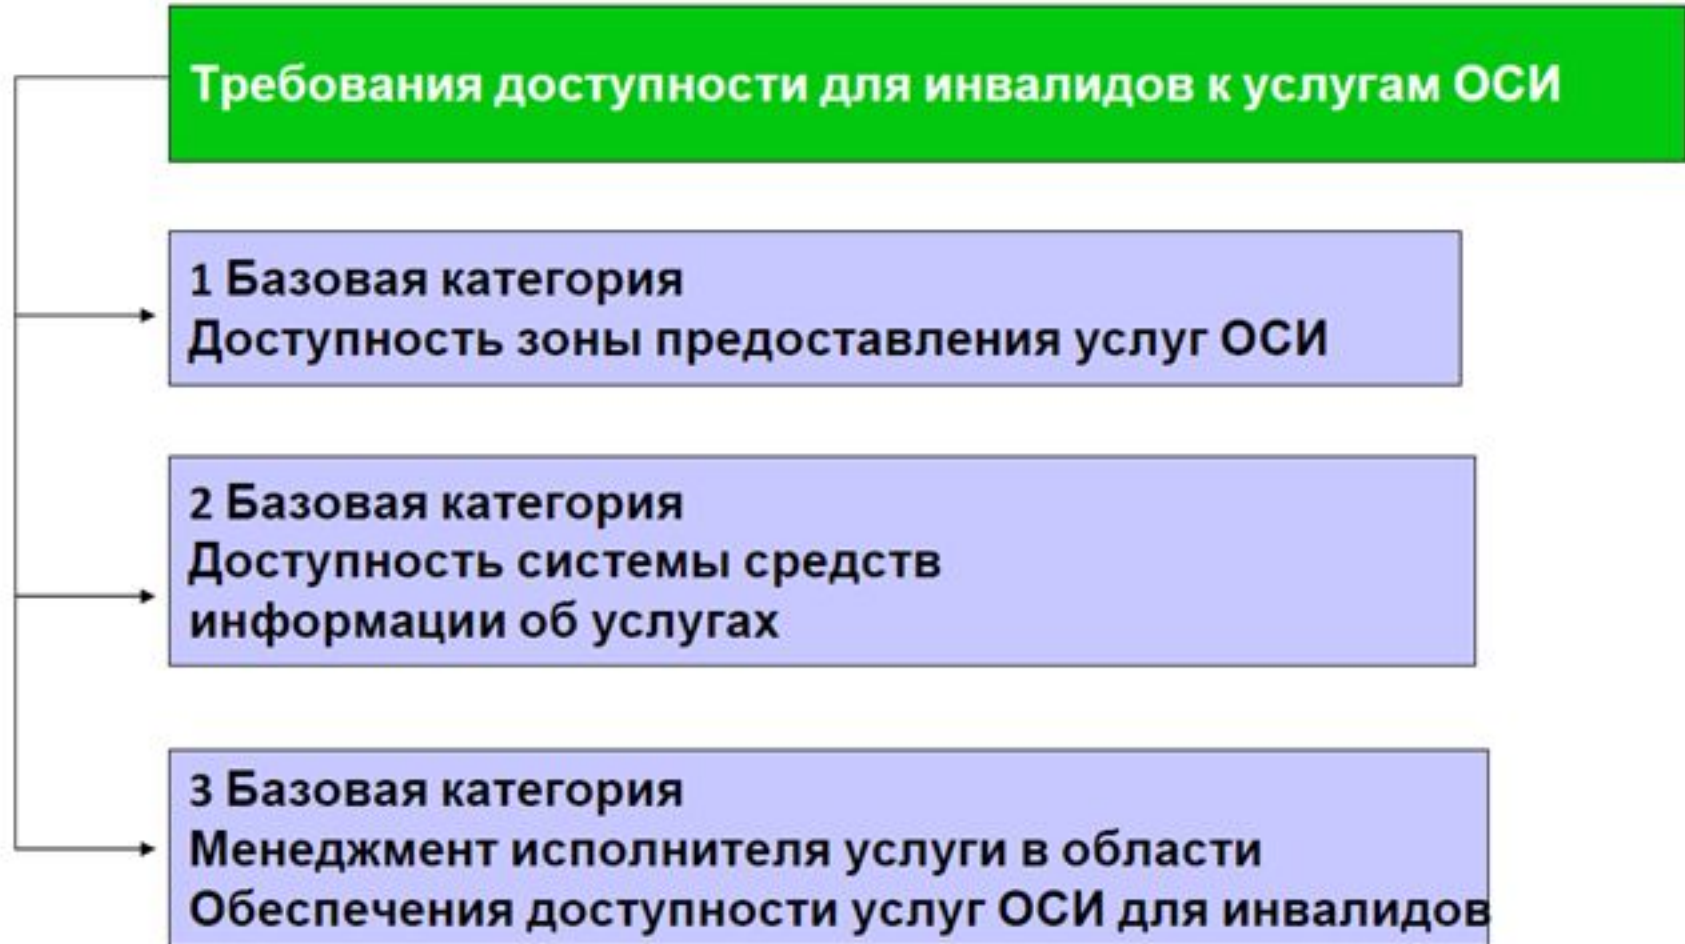 Требования доступности для инвалидов к услугам ОСИ
1 Базовая категория
Доступность зоны предоставления услуг ОСИ
2 Базовая категория
Доступность системы средств
информации об услугах
3 Базовая категория
Менеджмент исполнителя услуги в области
Обеспечения доступности услуг ОСИ для инвалидов